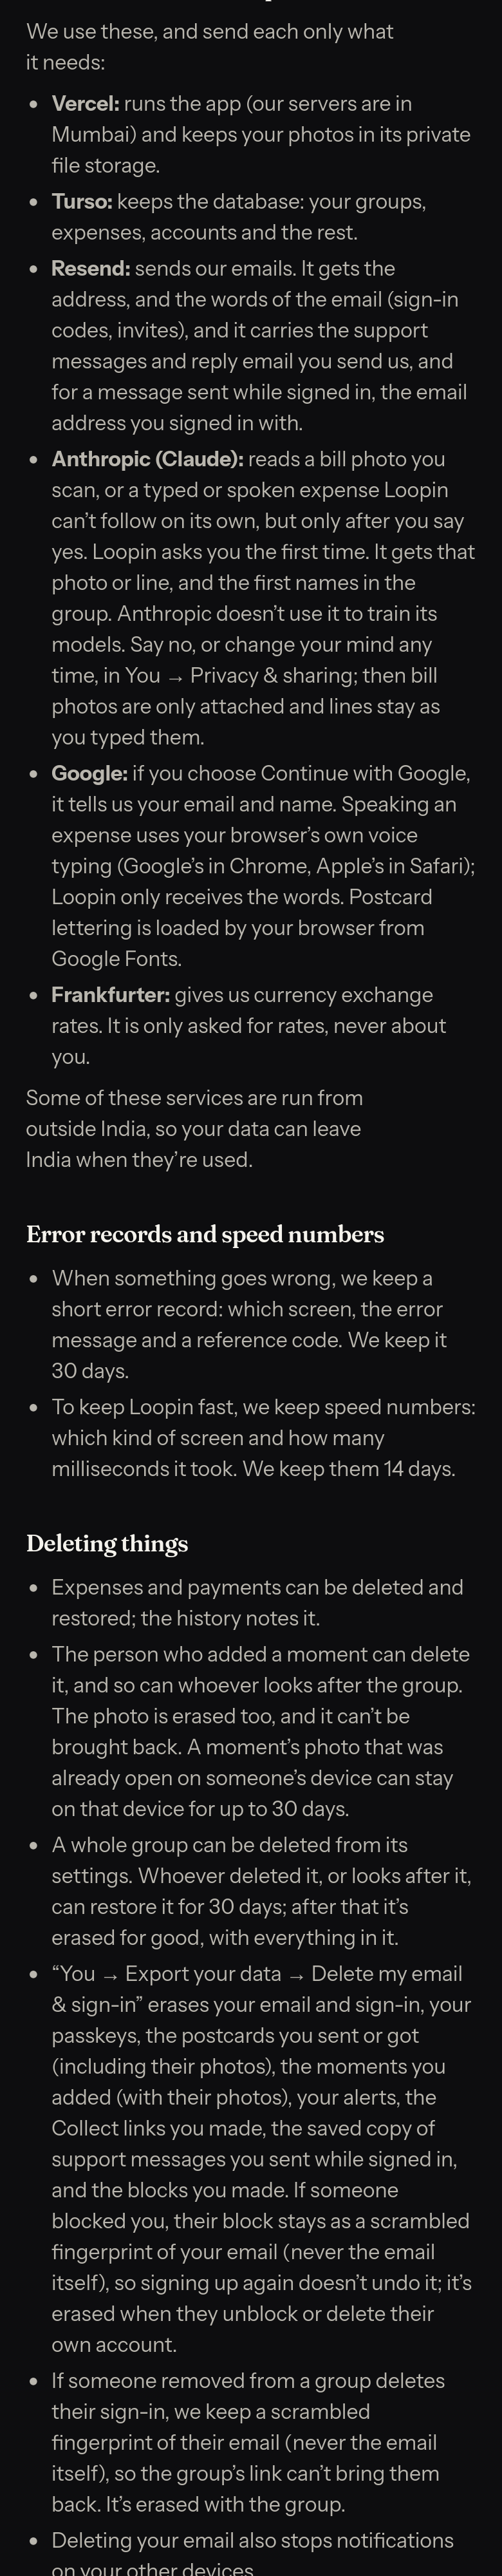 We use these, and send each only what
it needs:
• Vercel: runs the app (our servers are in
Mumbai) and keeps your photos in its private
file storage.
• Turso: keeps the database: your groups,
expenses, accounts and the rest.
• Resend: sends our emails. It gets the
address, and the words of the email (sign-in
codes, invites), and it carries the support
messages and reply email you send us, and
for a message sent while signed in, the email
address you signed in with.
• Anthropic (Claude): reads a bill photo you
scan, or a typed or spoken expense Loopin
can’t follow on its own, but only after you say
yes. Loopin asks you the first time. It gets that
photo or line, and the first names in the
group. Anthropic doesn’t use it to train its
models. Say no, or change your mind any
time, in You → Privacy & sharing; then bill
photos are only attached and lines stay as
you typed them.
• Google: if you choose Continue with Google,
it tells us your email and name. Speaking an
expense uses your browser’s own voice
typing (Google’s in Chrome, Apple’s in Safari);
Loopin only receives the words. Postcard
lettering is loaded by your browser from
Google Fonts.
• Frankfurter: gives us currency exchange
rates. It is only asked for rates, never about
you.
Some of these services are run from
outside India, so your data can leave
India when they’re used.
Error records and speed numbers
• When something goes wrong, we keep a
short error record: which screen, the error
message and a reference code. We keep it
30 days.
• To keep Loopin fast, we keep speed numbers:
which kind of screen and how many
milliseconds it took. We keep them 14 days.
Deleting things
• Expenses and payments can be deleted and
restored; the history notes it.
• The person who added a moment can delete
it, and so can whoever looks after the group.
The photo is erased too, and it can’t be
brought back. A moment’s photo that was
already open on someone’s device can stay
on that device for up to 30 days.
• A whole group can be deleted from its
settings. Whoever deleted it, or looks after it,
can restore it for 30 days; after that it’s
erased for good, with everything in it.
• “You → Export your data → Delete my email
& sign-in” erases your email and sign-in, your
passkeys, the postcards you sent or got
(including their photos), the moments you
added (with their photos), your alerts, the
Collect links you made, the saved copy of
support messages you sent while signed in,
and the blocks you made. If someone
blocked you, their block stays as a scrambled
fingerprint of your email (never the email
itself), so signing up again doesn’t undo it; it’s
erased when they unblock or delete their
own account.
• If someone removed from a group deletes
their sign-in, we keep a scrambled
fingerprint of their email (never the email
itself), so the group’s link can’t bring them
back. It’s erased with the group.
• Deleting your email also stops notifications
on your other devices